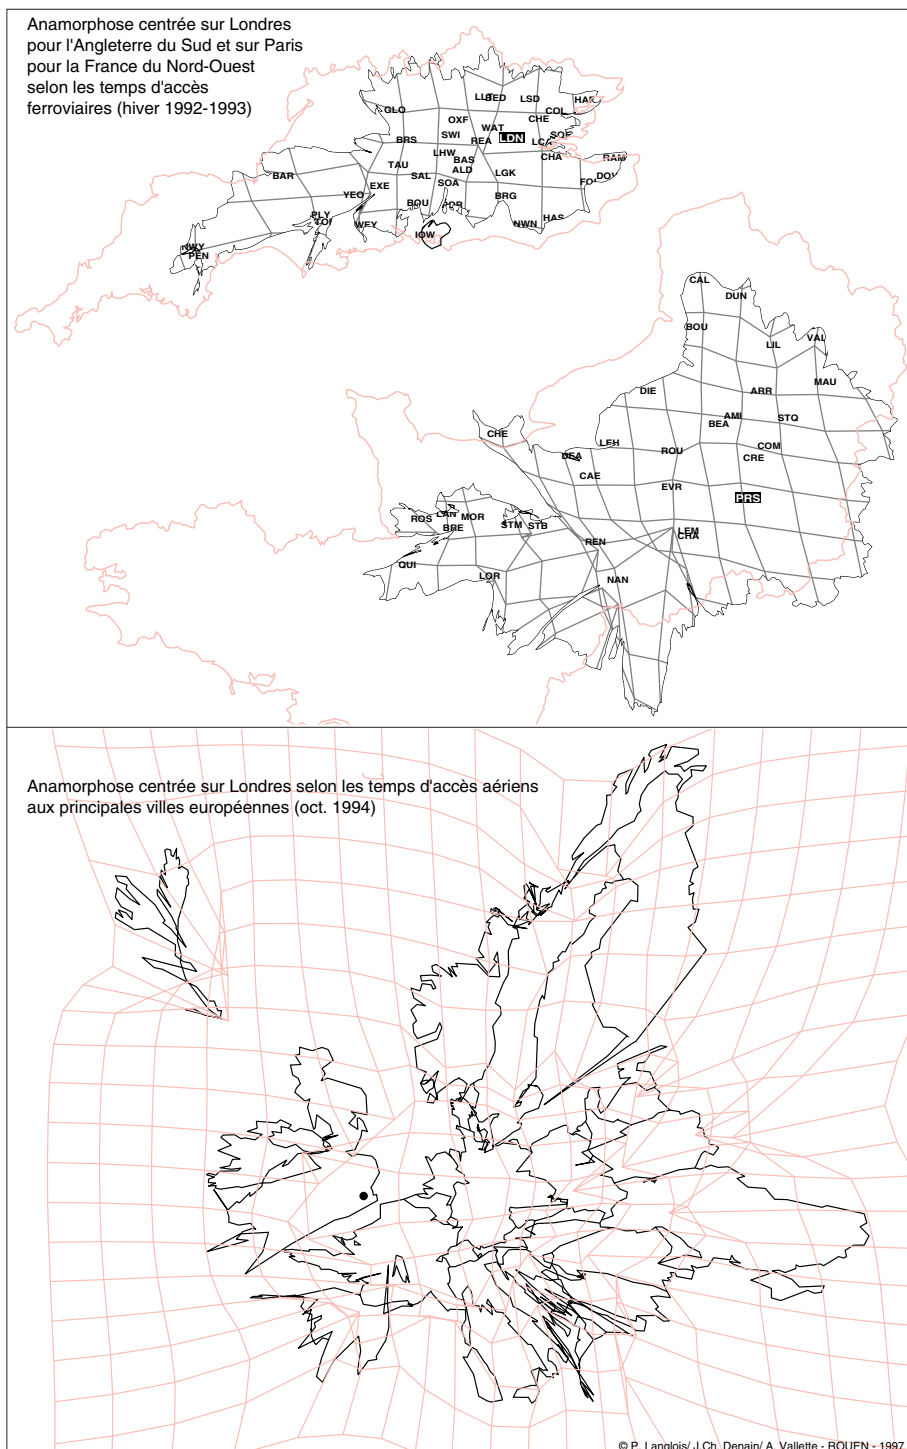 Anamorphose centrée sur Londres
pour l'Angleterre du Sud et sur Paris
pour la France du Nord-Ouest
selon les temps d'accès
ferroviaires (hiver 1992-1993)
BED
LSD
HAR
GLO
COL
OXF
CHE
WAT
LDN
BRS
SWI
REA
LHW
CHA
BAS
RAM
TAU
ALD
BAR
SAL
LGK
DOV
EXE
SOA
YEO
BRG
BOU
PLY
HAS
WEY
NWN
IOW
NWY
PEN
CAL
DUN
BOU
LIL
VAL
MAU
DIE
ARR
AMI
STQ
BEA
CHE
LEH
COM
ROU
DEA
CRE
CAE
EVR
PRS
LAN
ROS
MOR
BRE
STM
STB
LEM
CHA
REN
QUI
LOR
NAN
Anamorphose centrée sur Londres selon les temps d'accès aériens
aux principales villes européennes (oct. 1994)
© P. Langlois/ J.Ch. Denain/ A. Vallette - ROUEN - 1997